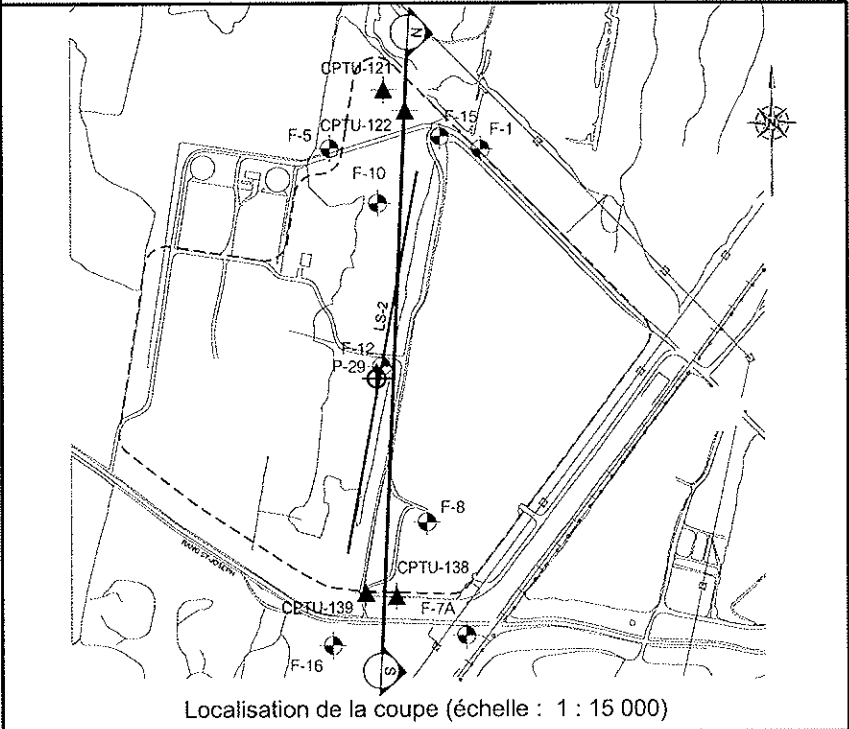 N
CPTU-121
CPTU-122
F-15
F-1
F-5
F-10
N
LS-2
F-12
P-29
F-8
CPTU-138
CPTU-139
F-7A
F-16
S
Localisation de la coupe (échelle : 1 : 15 000)